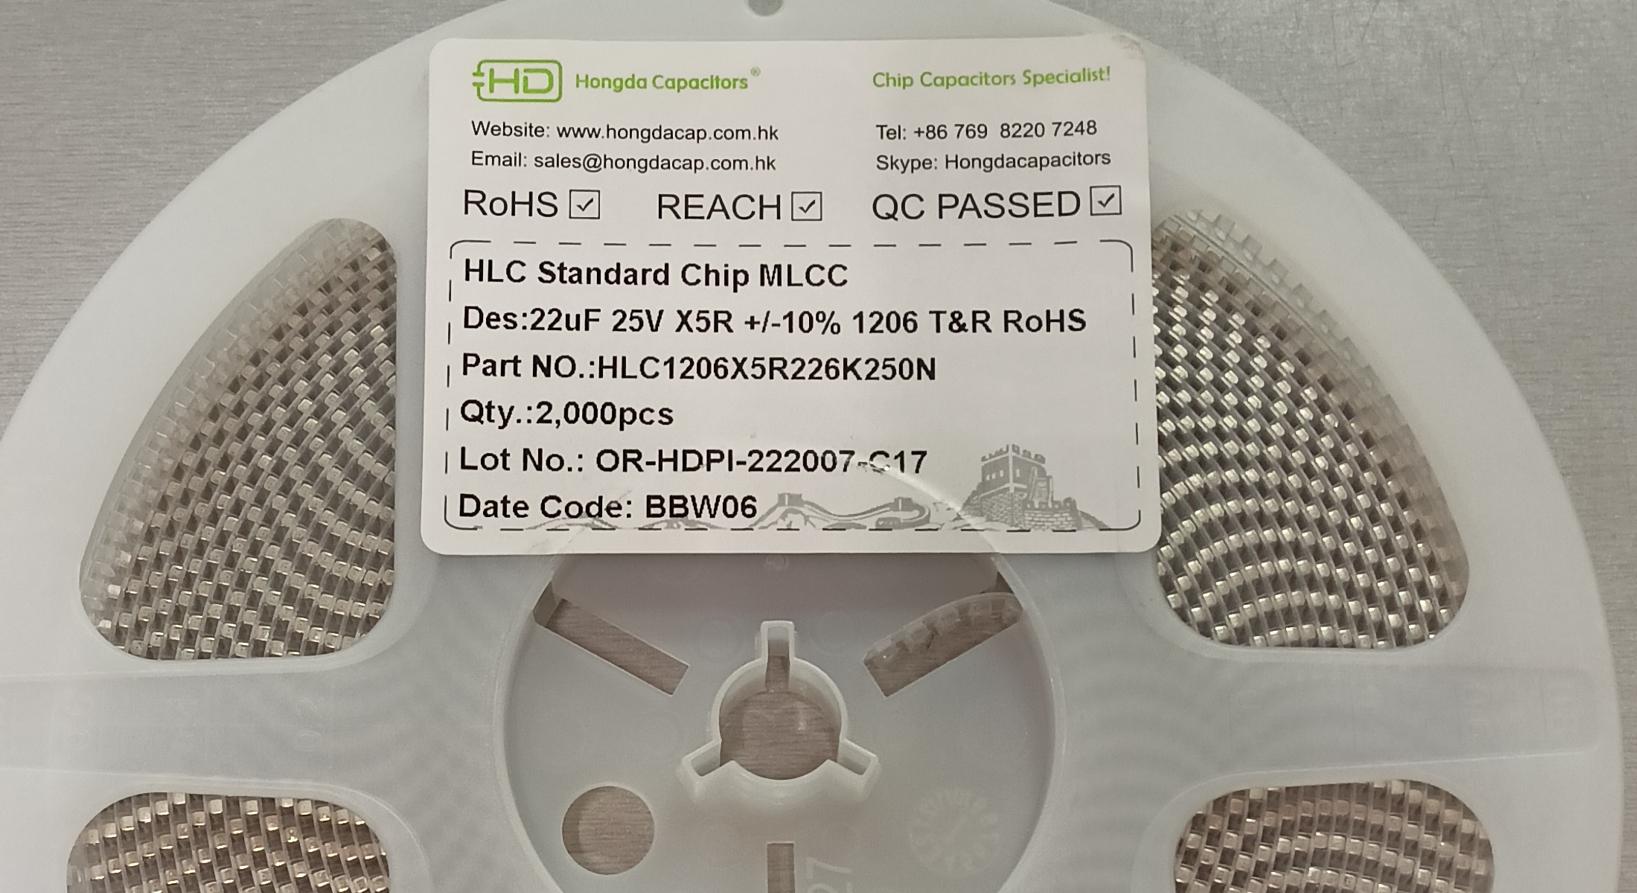 HD Hongda Capacitors® Chip Capacitors Specialist!
Website: www.hongdacap.com.hk Tel: +86 769 8220 7248
Email: sales@hongdacap.com.hk Skype: Hongdacapacitors
RoHS ☑ REACH ☑ QC PASSED ☑
HLC Standard Chip MLCC
Des:22uF 25V X5R +/-10% 1206 T&R RoHS
Part NO.:HLC1206X5R226K250N
Qty.:2,000pcs
Lot No.: OR-HDPI-222007-C17
Date Code: BBW06
27